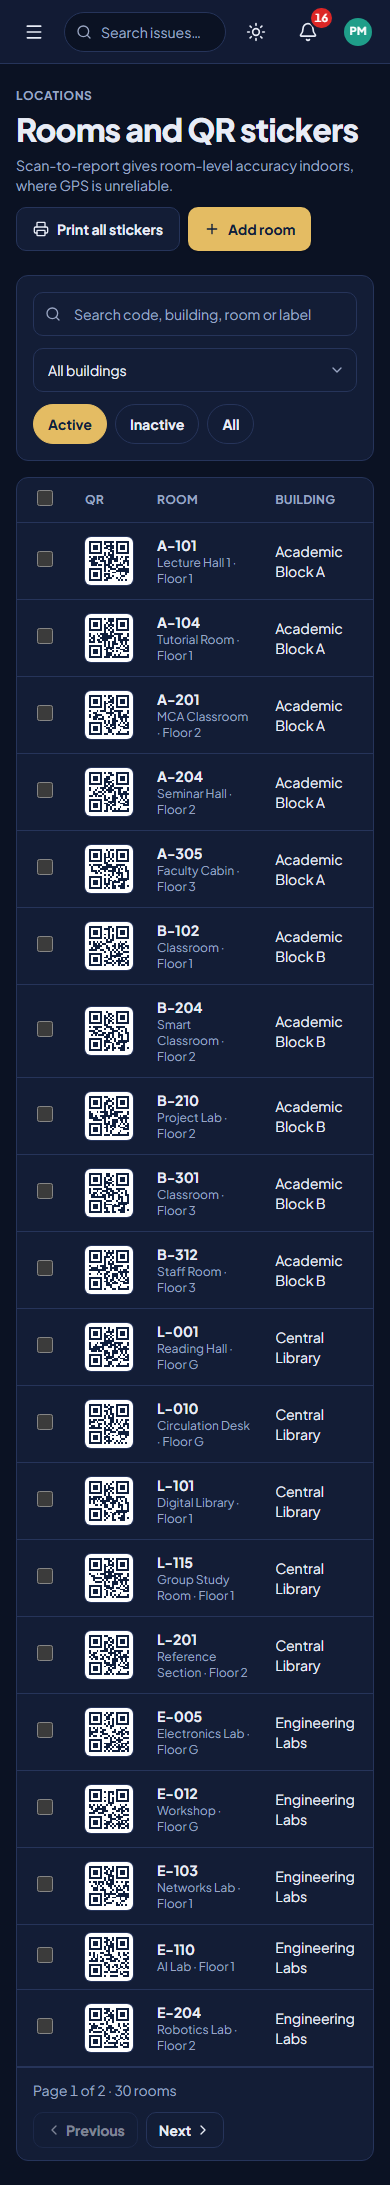 Search issues...
16
PM
LOCATIONS
Rooms and QR stickers
Scan-to-report gives room-level accuracy indoors,
where GPS is unreliable.
Print all stickers
Add room
Search code, building, room or label
All buildings
Active
Inactive
All
QR
ROOM
BUILDING
A-101
Lecture Hall 1 ·
Floor 1
Academic
Block A
A-104
Tutorial Room ·
Floor 1
Academic
Block A
A-201
MCA Classroom
· Floor 2
Academic
Block A
A-204
Seminar Hall ·
Floor 2
Academic
Block A
A-305
Faculty Cabin ·
Floor 3
Academic
Block A
B-102
Classroom ·
Floor 1
Academic
Block B
B-204
Smart
Classroom ·
Floor 2
Academic
Block B
B-210
Project Lab ·
Floor 2
Academic
Block B
B-301
Classroom ·
Floor 3
Academic
Block B
B-312
Staff Room ·
Floor 3
Academic
Block B
L-001
Reading Hall ·
Floor G
Central
Library
L-010
Circulation Desk
· Floor G
Central
Library
L-101
Digital Library ·
Floor 1
Central
Library
L-115
Group Study
Room · Floor 1
Central
Library
L-201
Reference
Section · Floor 2
Central
Library
E-005
Electronics Lab ·
Floor G
Engineering
Labs
E-012
Workshop ·
Floor G
Engineering
Labs
E-103
Networks Lab ·
Floor 1
Engineering
Labs
E-110
AI Lab · Floor 1
Engineering
Labs
E-204
Robotics Lab ·
Floor 2
Engineering
Labs
Page 1 of 2 · 30 rooms
Previous
Next